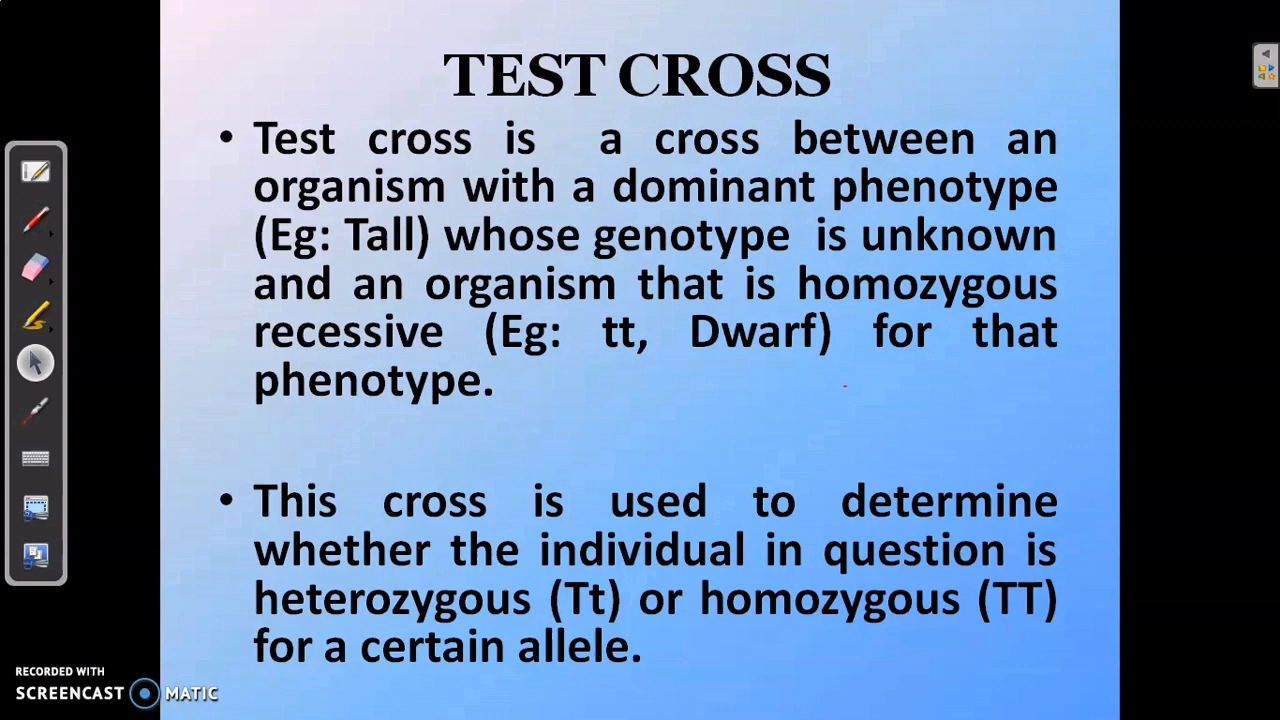 TEST CROSS
• Test cross is a cross between an
organism with a dominant phenotype
(Eg: Tall) whose genotype is unknown
and an organism that is homozygous
recessive (Eg: tt, Dwarf) for that
phenotype.
• This cross is used to determine
whether the individual in question is
heterozygous (Tt) or homozygous (TT)
for a certain allele.
RECORDED WITH
SCREENCAST MATIC